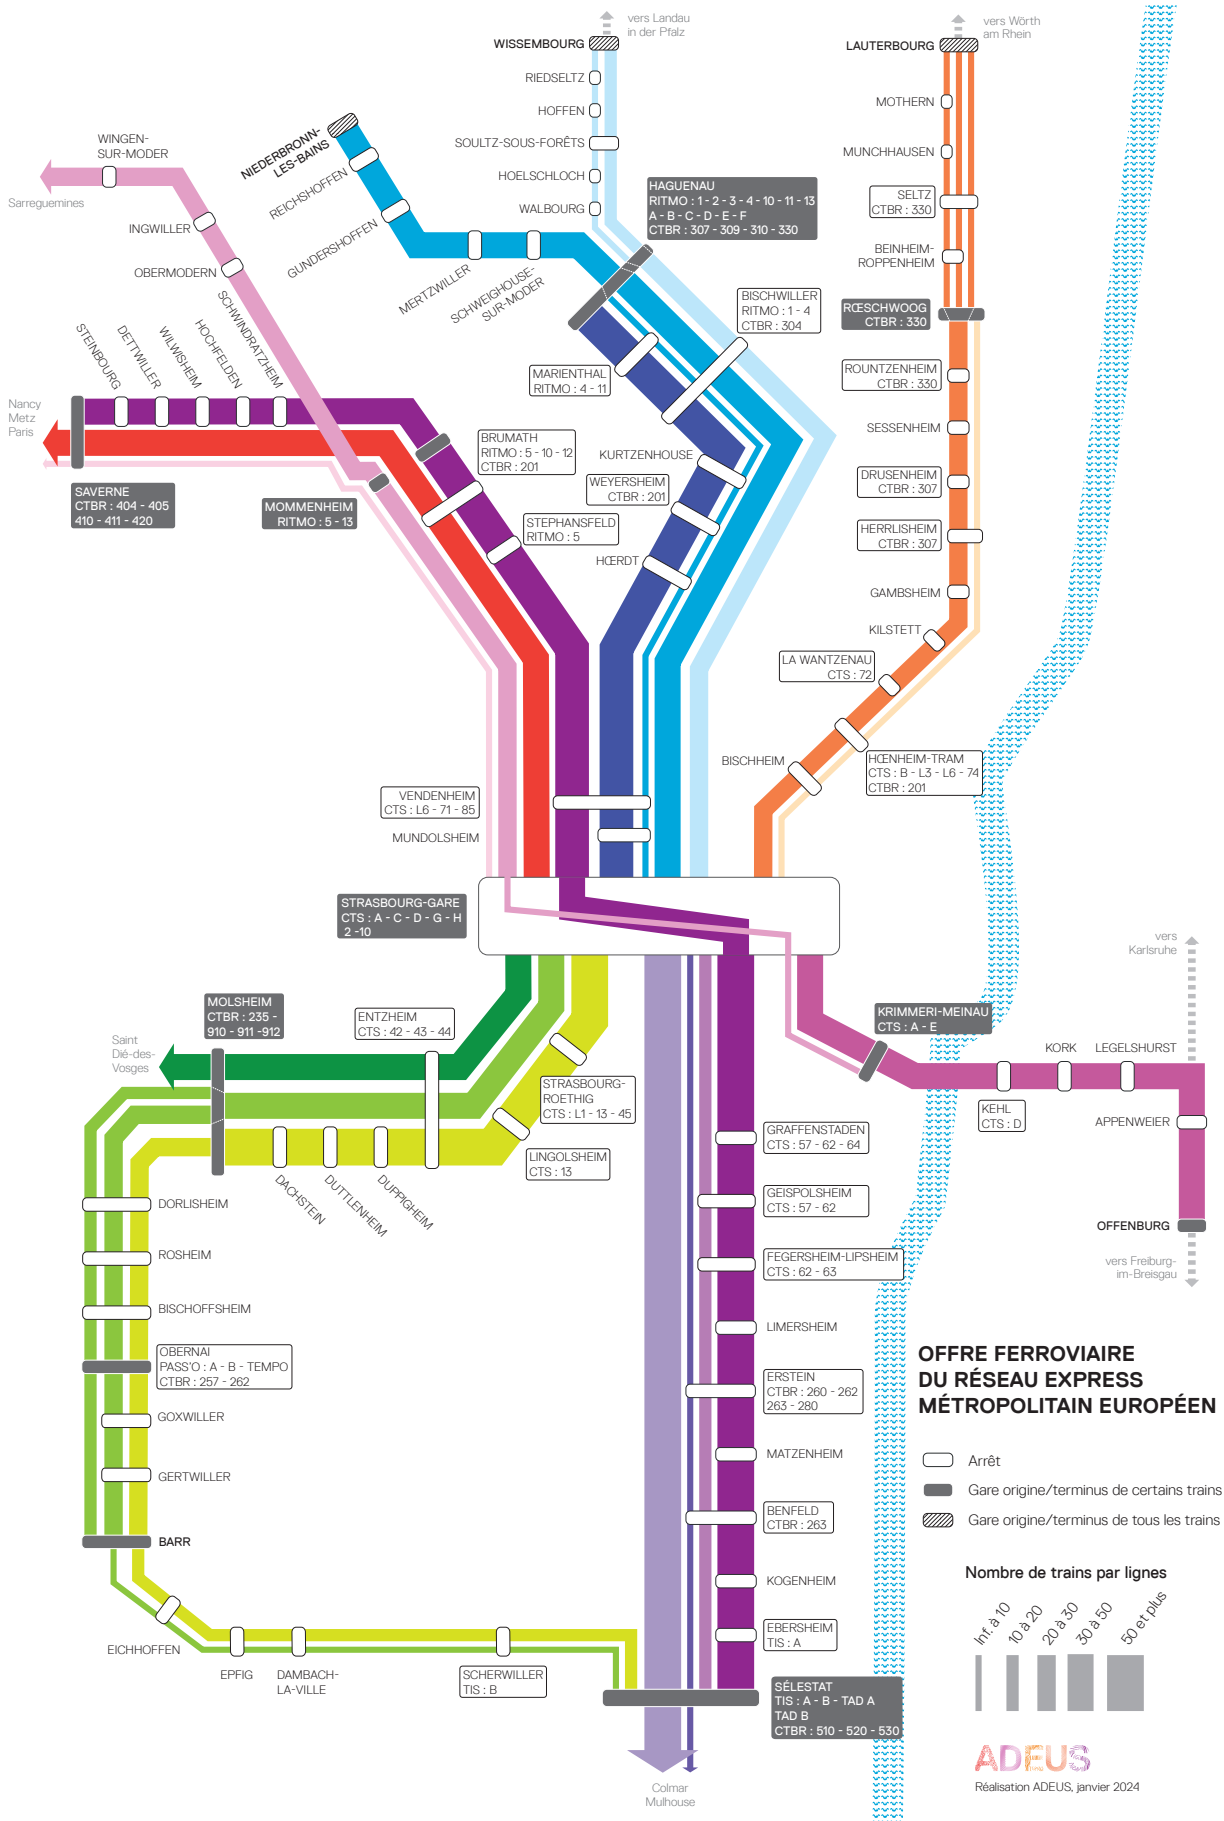 vers Landau
in der Pfalz
WISSEMBOURG
RIEDSELTZ
HOFFEN
SOULTZ-SOUS-FORÊTS
HOELSCHLOCH
WALBOURG
vers Wörth
am Rhein
LAUTERBOURG
MOTHERN
MUNCHHAUSEN
SELTZ
CTBR : 330
BEINHEIM-
ROPPENHEIM
RŒSCHWOOG
CTBR : 330
ROUNTZENHEIM
CTBR : 330
SESSENHEIM
DRUSENHEIM
CTBR : 307
HERRLISHEIM
CTBR : 307
GAMBSHEIM
KILSTETT
LA WANTZENAU
CTS : 72
HŒNHEIM-TRAM
CTS : B - L3 - L6 - 74
CTBR : 201
BISCHHEIM
WINGEN-
SUR-MODER
Sarreguemines
INGWILLER
OBERMODERN
SCHWINDRATZHEIM
HOCHFELDEN
WILWISHEIM
DETTWILLER
STEINBOURG
NIEDERBRONN-
LES-BAINS
REICHSHOFFEN
GUNDERSHOFFEN
MERTZWILLER
SCHWEIGHOUSE-
SUR-MODER
HAGUENAU
RITMO : 1 - 2 - 3 - 4 - 10 - 11 - 13
A - B - C - D - E - F
CTBR : 307 - 309 - 310 - 330
BISCHWILLER
RITMO : 1 - 4
CTBR : 304
MARIENTHAL
RITMO : 4 - 11
KURTZENHOUSE
WEYERSHEIM
CTBR : 201
HŒRDT
Nancy
Metz
Paris
SAVERNE
CTBR : 404 - 405
410 - 411 - 420
MOMMENHEIM
RITMO : 5 - 13
BRUMATH
RITMO : 5 - 10 - 12
CTBR : 201
STEPHANSFELD
RITMO : 5
VENDENHEIM
CTS : L6 - 71 - 85
MUNDOLSHEIM
STRASBOURG-GARE
CTS : A - C - D - G - H
2 -10
MOLSHEIM
CTBR : 235 -
910 - 911 -912
ENTZHEIM
CTS : 42 - 43 - 44
Saint
Dié-des-
Vosges
STRASBOURG-
ROETHIG
CTS : L1 - 13 - 45
LINGOLSHEIM
CTS : 13
DACHSTEIN
DUTTLENHEIM
DUPPIGHEIM
DORLISHEIM
ROSHEIM
BISCHOFFSHEIM
OBERNAI
PASS'O : A - B - TEMPO
CTBR : 257 - 262
GOXWILLER
GERTWILLER
BARR
EICHHOFFEN
EPFIG
DAMBACH-
LA-VILLE
SCHERWILLER
TIS : B
KRIMMERI-MEINAU
CTS : A - E
vers
Karlsruhe
KORK
LEGELSHURST
KEHL
CTS : D
APPENWEIER
OFFENBURG
vers Freiburg-
im-Breisgau
GRAFFENSTADEN
CTS : 57 - 62 - 64
GEISPOLSHEIM
CTS : 57 - 62
FEGERSHEIM-LIPSHEIM
CTS : 62 - 63
LIMERSHEIM
ERSTEIN
CTBR : 260 - 262
263 - 280
MATZENHEIM
BENFELD
CTBR : 263
KOGENHEIM
EBERSHEIM
TIS : A
SÉLESTAT
TIS : A - B - TAD A
TAD B
CTBR : 510 - 520 - 530
Colmar
Mulhouse
OFFRE FERROVIAIRE
DU RÉSEAU EXPRESS
MÉTROPOLITAIN EUROPÉEN
Arrêt
Gare origine/terminus de certains trains
Gare origine/terminus de tous les trains
Nombre de trains par lignes
Inf. à 10
10 à 20
20 à 30
30 à 50
50 et plus
ADEUS
Réalisation ADEUS, janvier 2024